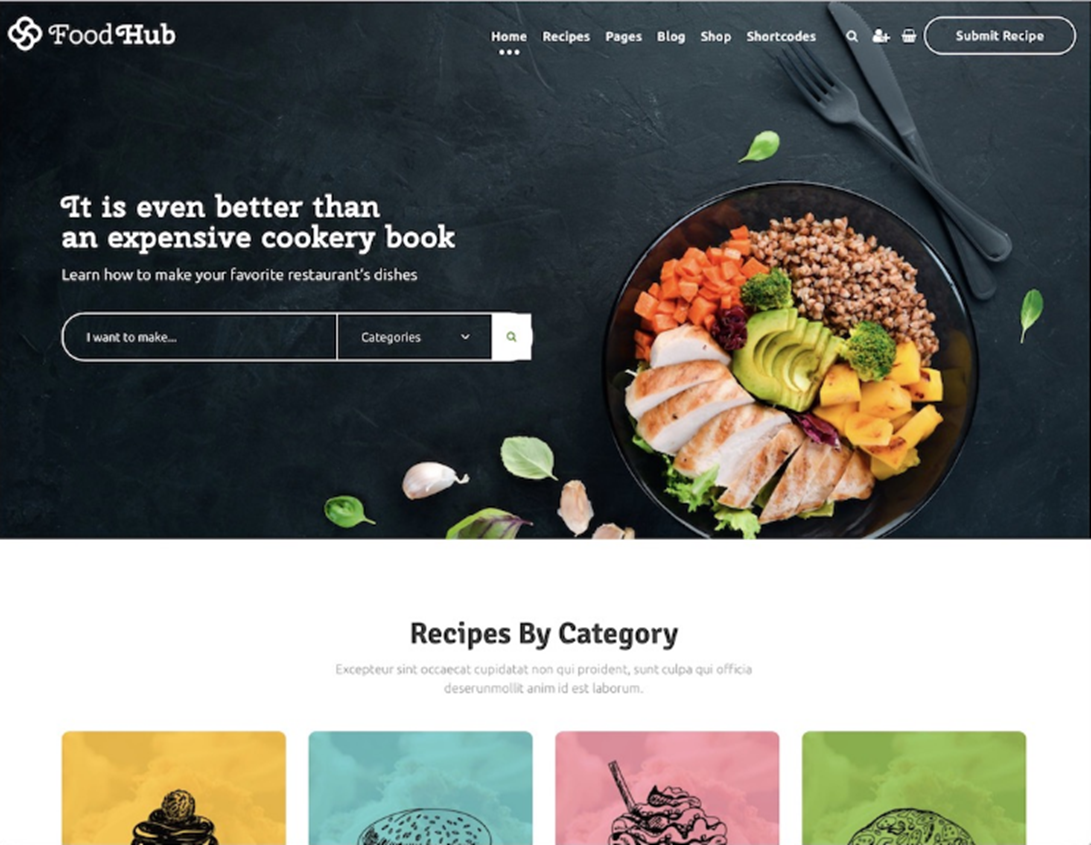 FoodHub
Home Recipes Pages Blog Shop Shortcodes Submit Recipe
It is even better than
an expensive cookery book
Learn how to make your favorite restaurant's dishes
I want to make... Categories
Recipes By Category
Excepteur sint occaecat cupidatat non qui proident, sunt culpa qui officia
deserunmollit anim id est laborum.